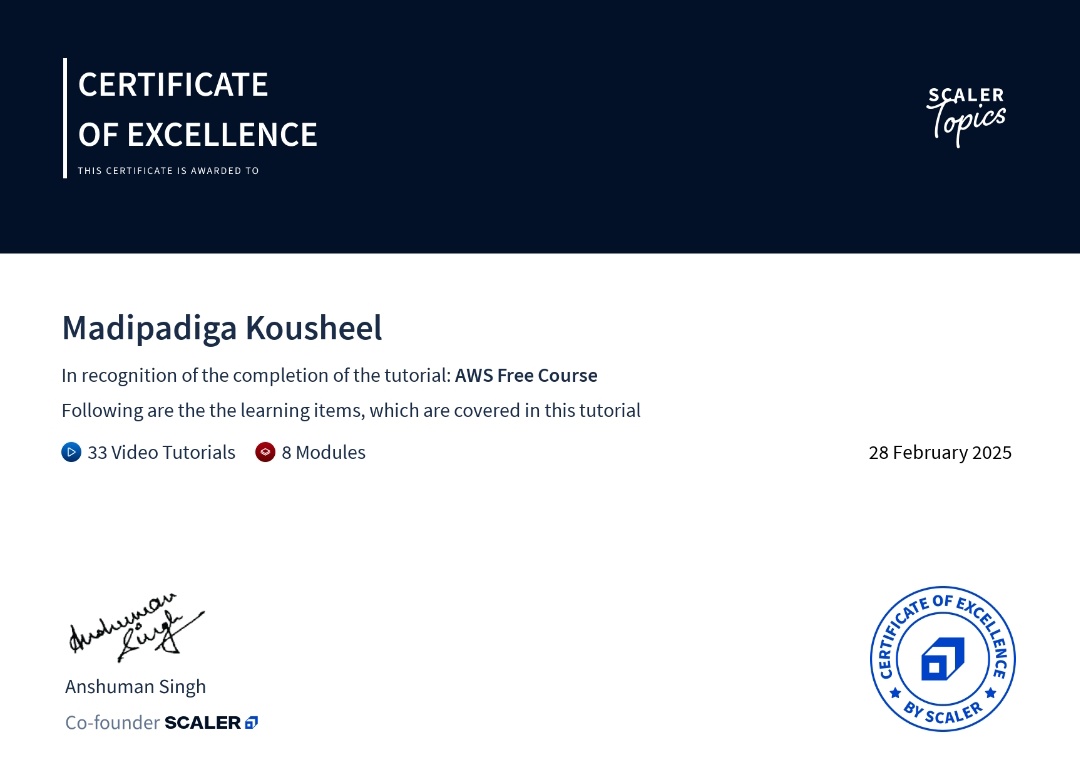 CERTIFICATE
OF EXCELLENCE
THIS CERTIFICATE IS AWARDED TO
SCALER
Topics
Madipadiga Kousheel
In recognition of the completion of the tutorial: AWS Free Course
Following are the the learning items, which are covered in this tutorial
33 Video Tutorials 8 Modules
28 February 2025
Anshuman
Singh
Anshuman Singh
Co-founder SCALER
CERTIFICATE OF EXCELLENCE
BY SCALER